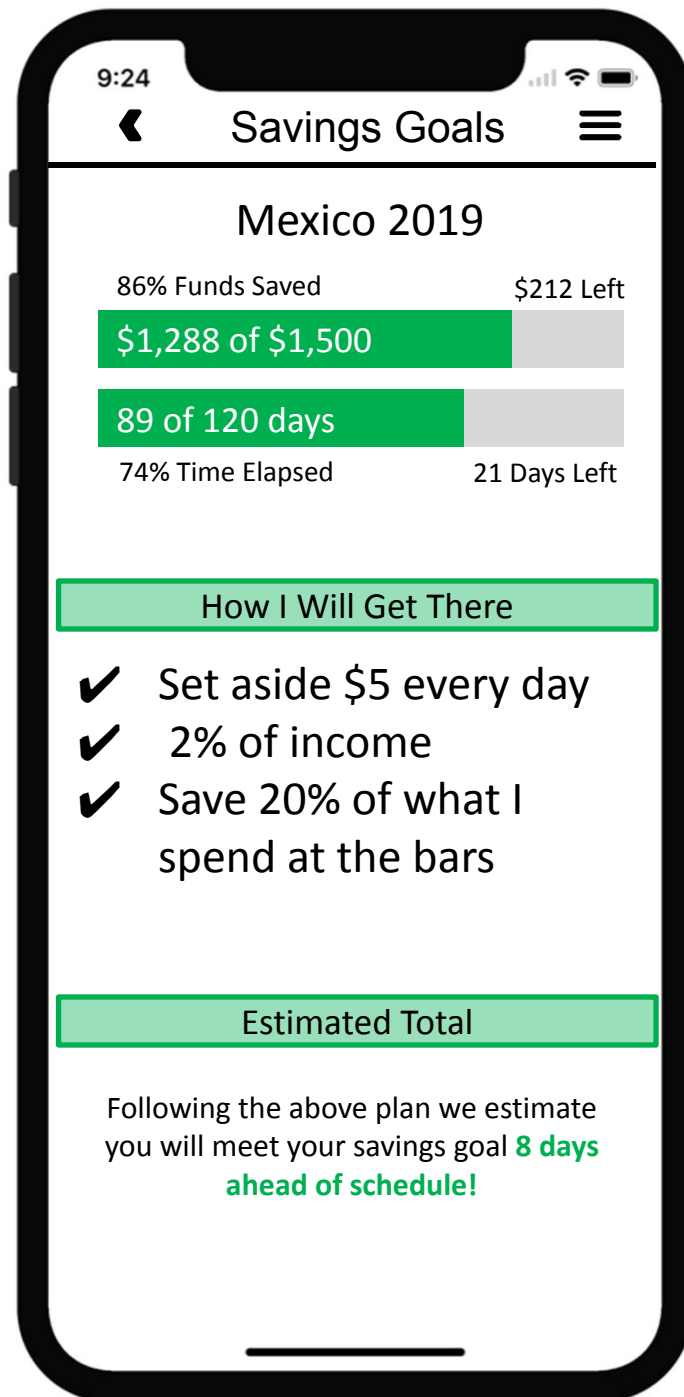 9:24
Savings Goals
Mexico 2019
86% Funds Saved
$212 Left
$1,288 of $1,500
89 of 120 days
74% Time Elapsed
21 Days Left
How I Will Get There
✔ Set aside $5 every day
✔ 2% of income
✔ Save 20% of what I
spend at the bars
Estimated Total
Following the above plan we estimate
you will meet your savings goal 8 days
ahead of schedule!